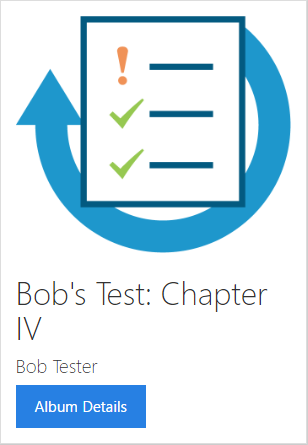 Bob's Test: Chapter
IV
Bob Tester
Album Details